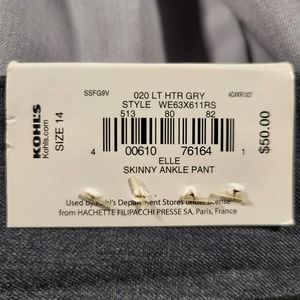 SSFG9V
020 LT HTR GRY
ADXKR1007
STYLE WE63X611RS
513 80 82
KOHL'S
Kohls.com
SIZE 14
$50.00
4 00610 76164 1
ELLE
SKINNY ANKLE PANT
Used by Kohl's Department Stores under license
from HACHETTE FILIPACCHI PRESSE SA, Paris, France